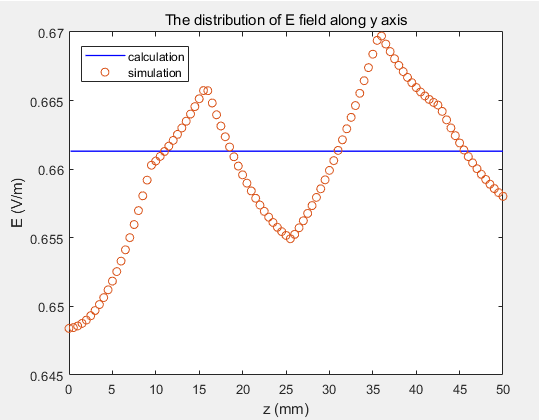 The distribution of E field along y axis
calculation
simulation
0.67
0.665
0.66
0.655
0.65
0.645
E (V/m)
0 5 10 15 20 25 30 35 40 45 50
z (mm)